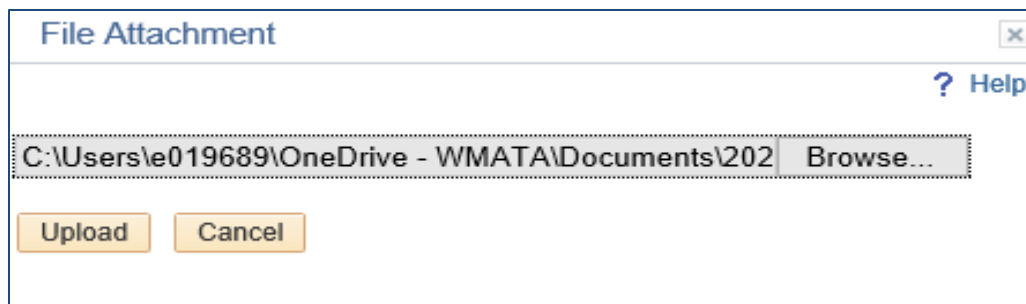 File Attachment
? Help
C:\Users\e019689\OneDrive - WMATA\Documents\202 Browse...
Upload Cancel